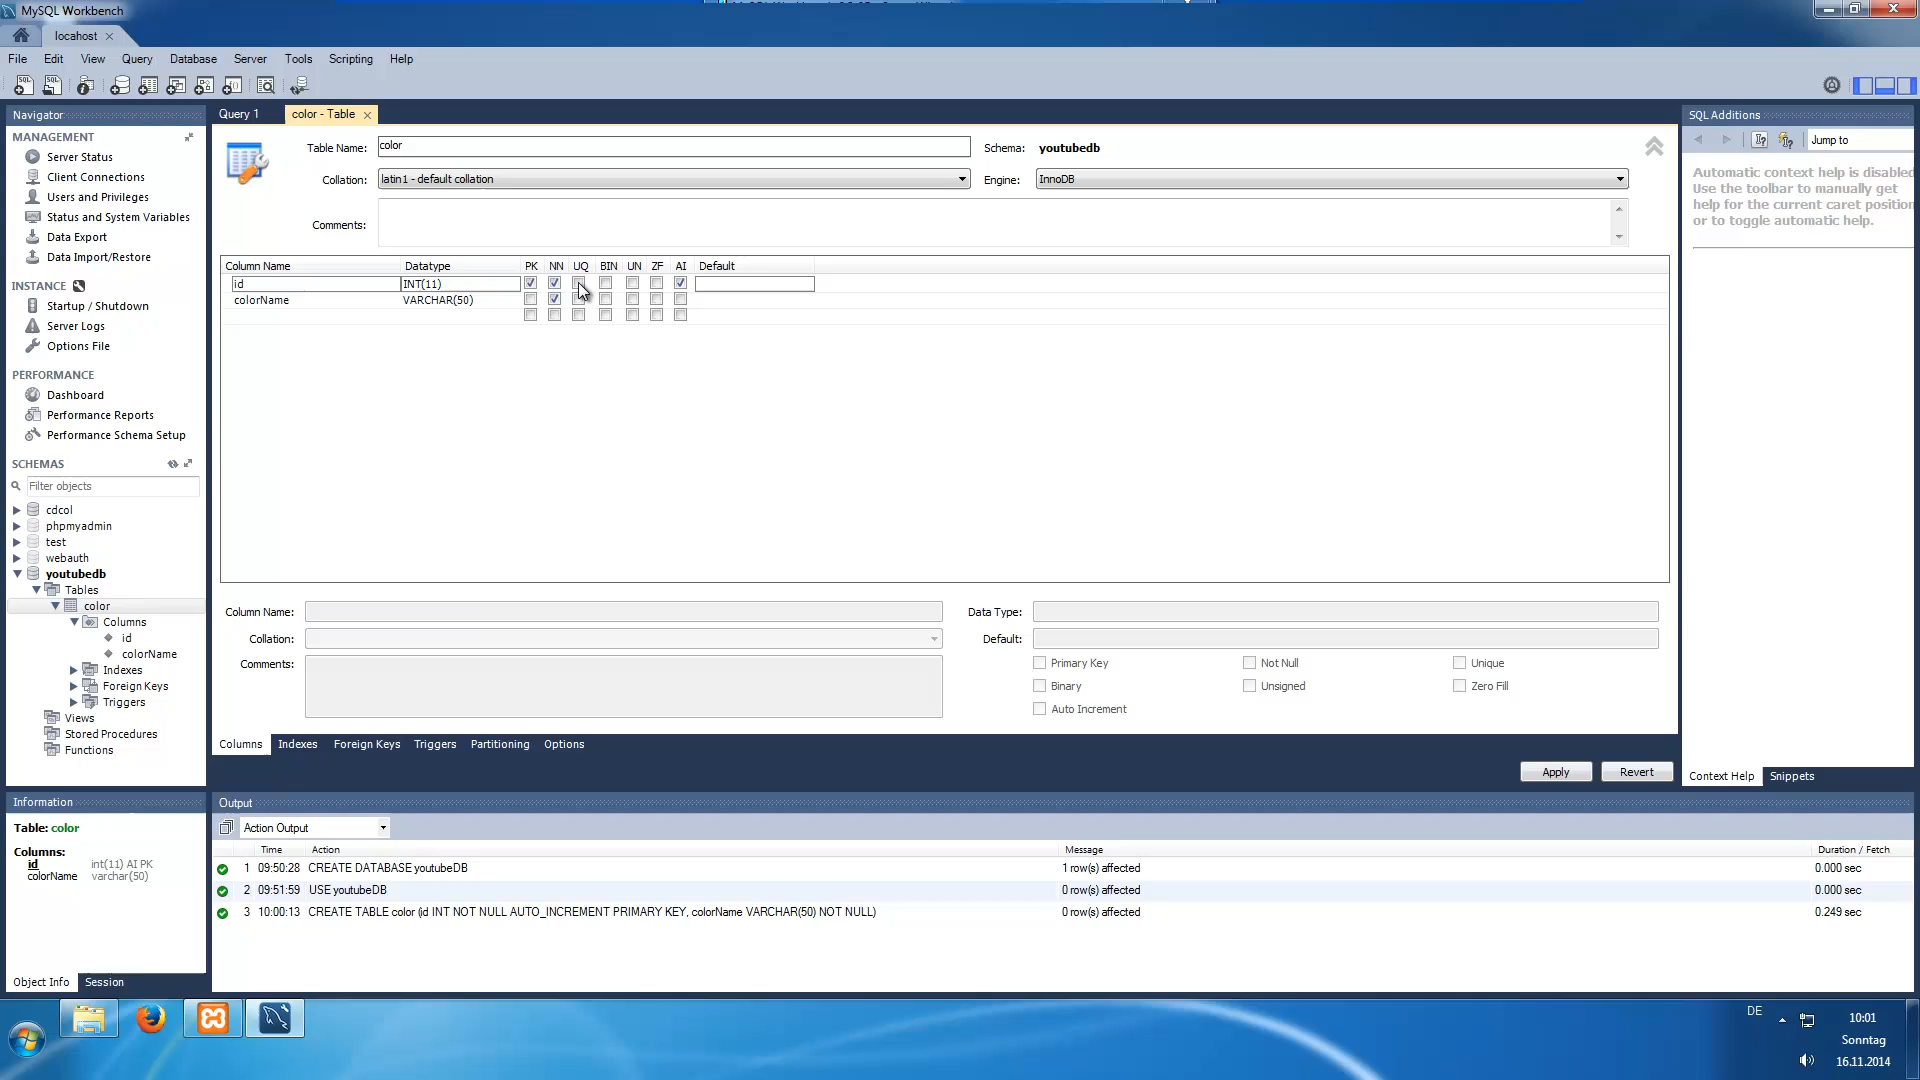 MySQL Workbench
locahost
File Edit View Query Database Server Tools Scripting Help
Navigator
MANAGEMENT
Server Status
Client Connections
Users and Privileges
Status and System Variables
Data Export
Data Import/Restore
INSTANCE
Startup / Shutdown
Server Logs
Options File
PERFORMANCE
Dashboard
Performance Reports
Performance Schema Setup
SCHEMAS
Filter objects
cdcol
phpmyadmin
test
webauth
youtubedb
Tables
color
Columns
id
colorName
Indexes
Foreign Keys
Triggers
Views
Stored Procedures
Functions
Information
Table: color
Columns:
id int(11) AI PK
colorName varchar(50)
Object Info Session
Query 1 color - Table
Table Name: color Schema: youtubedb
Collation: latin1 - default collation Engine: InnoDB
Comments:
Column Name Datatype PK NN UQ BIN UN ZF AI Default
id INT(11)
colorName VARCHAR(50)
Column Name: Data Type:
Collation: Default:
Comments: Primary Key Not Null Unique
Binary Unsigned Zero Fill
Auto Increment
Columns Indexes Foreign Keys Triggers Partitioning Options
Apply Revert
SQL Additions
Jump to
Automatic context help is disabled
Use the toolbar to manually get
help for the current caret position
or to toggle automatic help.
Context Help Snippets
Output
Action Output
Time Action Message Duration / Fetch
1 09:50:28 CREATE DATABASE youtubeDB 1 row(s) affected 0.000 sec
2 09:51:59 USE youtubeDB 0 row(s) affected 0.000 sec
3 10:00:13 CREATE TABLE color (id INT NOT NULL AUTO_INCREMENT PRIMARY KEY, colorName VARCHAR(50) NOT NULL) 0 row(s) affected 0.249 sec
DE
10:01
Sonntag
16.11.2014